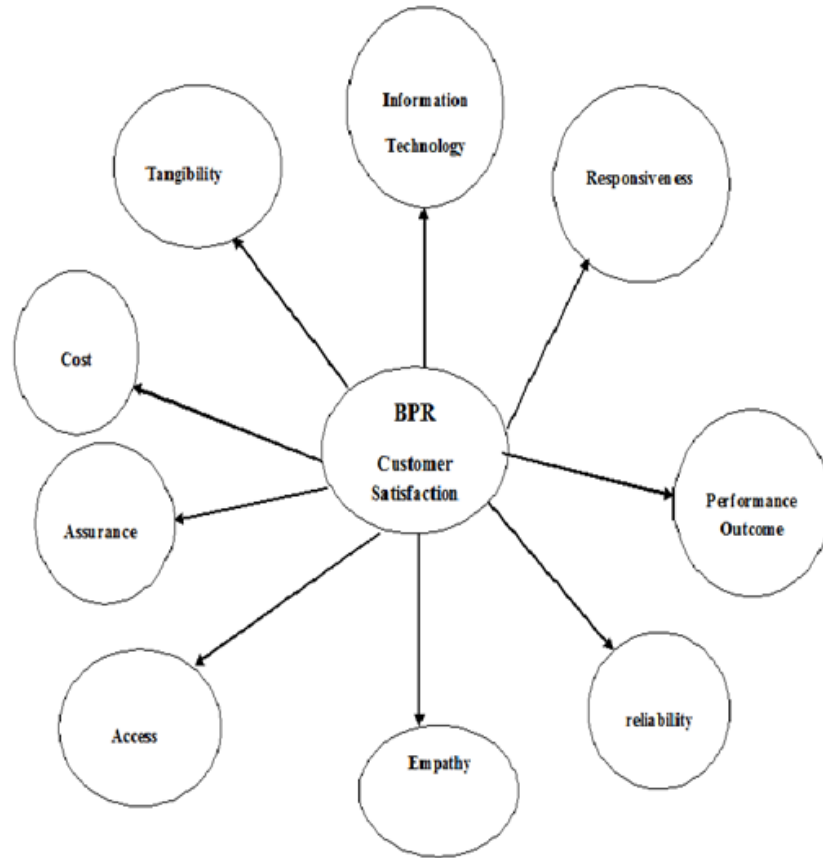 Information
Technology
Tangibility
Responsiveness
Cost
BPR
Customer
Satisfaction
Performance
Outcome
Assurance
Access
reliability
Empathy